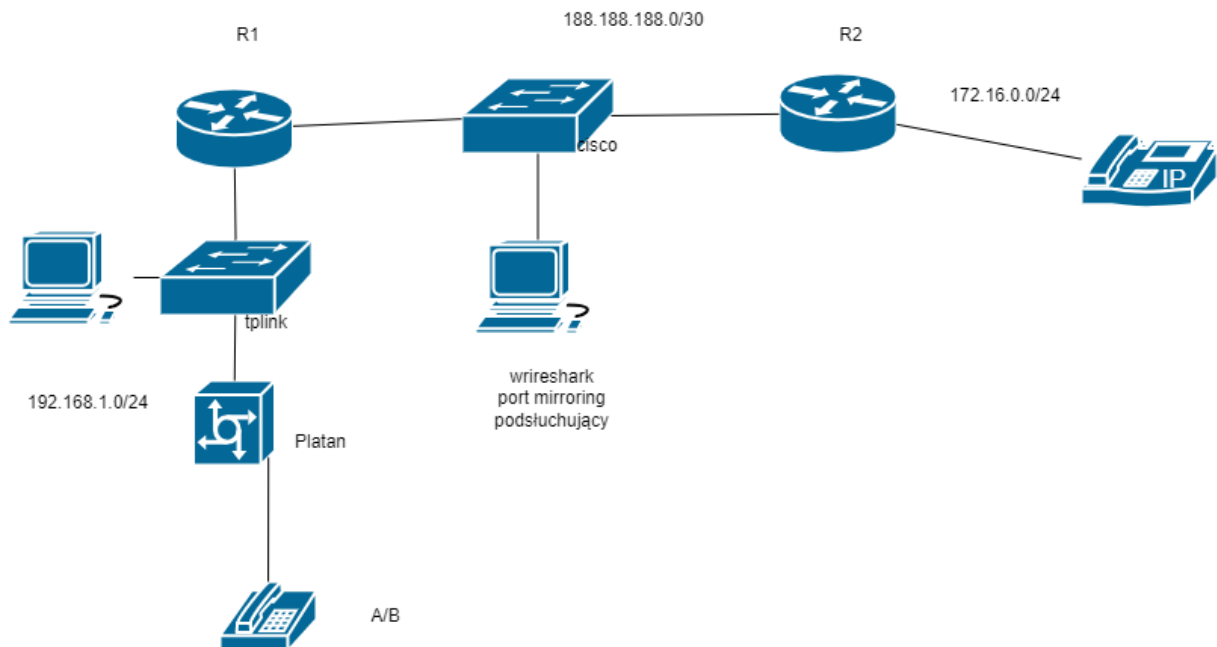 188.188.188.0/30
R1
R2
172.16.0.0/24
cisco
IP
tplink
wrireshark
port mirroring
podsłuchujący
192.168.1.0/24
Platan
A/B